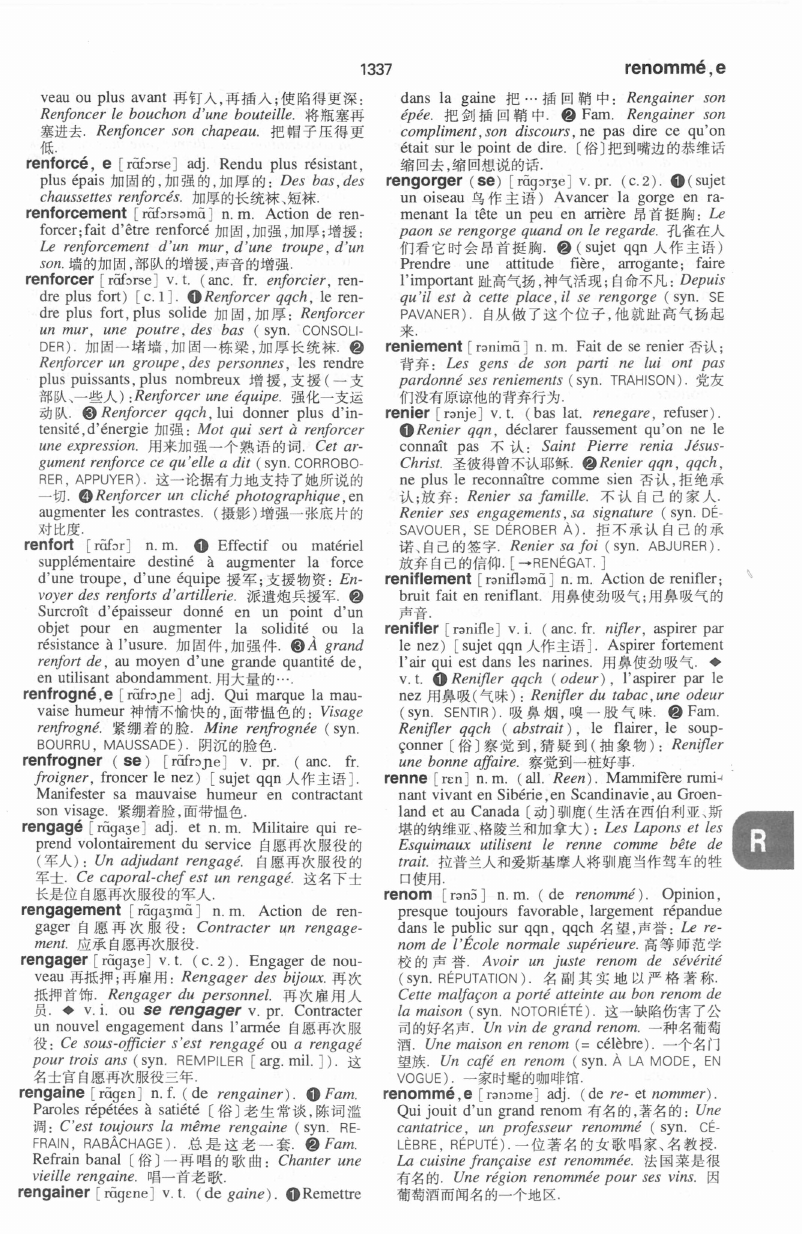 1337
renommé,e
veau ou plus avant 再钉入,再插入;使陷得更深:
Renfoncer le bouchon d'une bouteille. 将瓶塞再
塞进去. Renfoncer son chapeau. 把帽子压得更
低.
renforcé, e [rɑ̃fɔrse] adj. Rendu plus résistant,
plus épais 加固的,加强的,加厚的: Des bas,des
chaussettes renforcés. 加厚的长统袜、短袜.
renforcement [rɑ̃fɔrsəmɑ̃] n. m. Action de ren-
forcer;fait d'être renforcé 加固,加强,加厚;增援:
Le renforcement d'un mur, d'une troupe, d'un
son. 墙的加固,部队的增援,声音的增强.
renforcer [rɑ̃fɔrse] v. t. (anc. fr. enforcier, ren-
dre plus fort) [c. 1]. ❶Renforcer qqch, le ren-
dre plus fort, plus solide 加固,加厚: Renforcer
un mur, une poutre, des bas (syn. CONSOLI-
DER). 加固一堵墙,加固一栋梁,加厚长统袜. ❷
Renforcer un groupe, des personnes, les rendre
plus puissants, plus nombreux 增援,支援(一支
部队、一些人):Renforcer une équipe. 强化一支运
动队. ❸Renforcer qqch, lui donner plus d'in-
tensité,d'énergie 加强: Mot qui sert à renforcer
une expression. 用来加强一个熟语的词. Cet ar-
gument renforce ce qu'elle a dit (syn. CORROBO-
RER, APPUYER). 这一论据有力地支持了她所说的
一切. ❹Renforcer un cliché photographique,en
augmenter les contrastes. (摄影)增强一张底片的
对比度.
renfort [rɑ̃fɔr] n. m. ❶ Effectif ou matériel
supplémentaire destiné à augmenter la force
d'une troupe, d'une équipe 援军;支援物资: En-
voyer des renforts d'artillerie. 派遣炮兵援军. ❷
Surcroît d'épaisseur donné en un point d'un
objet pour en augmenter la solidité ou la
résistance à l'usure. 加固件,加强件. ❸À grand
renfort de, au moyen d'une grande quantité de,
en utilisant abondamment. 用大量的….
renfrogné,e [rɑ̃frɔɲe] adj. Qui marque la mau-
vaise humeur 神情不愉快的,面带愠色的: Visage
renfrogné. 紧绷着的脸. Mine renfrognée (syn.
BOURRU, MAUSSADE). 阴沉的脸色.
renfrogner (se) [rɑ̃frɔɲe] v. pr. (anc. fr.
froigner, froncer le nez) [sujet qqn 人作主语].
Manifester sa mauvaise humeur en contractant
son visage. 紧绷着脸,面带愠色.
rengagé [rɑ̃gaʒe] adj. et n. m. Militaire qui re-
prend volontairement du service 自愿再次服役的
(军人): Un adjudant rengagé. 自愿再次服役的
军士. Ce caporal-chef est un rengagé. 这名下士
长是位自愿再次服役的军人.
rengagement [rɑ̃gaʒmɑ̃] n. m. Action de ren-
gager 自愿再次服役: Contracter un rengage-
ment. 应承自愿再次服役.
rengager [rɑ̃gaʒe] v. t. (c. 2). Engager de nou-
veau 再抵押;再雇用: Rengager des bijoux. 再次
抵押首饰. Rengager du personnel. 再次雇用人
员. ◆ v. i. ou se rengager v. pr. Contracter
un nouvel engagement dans l'armée 自愿再次服
役: Ce sous-officier s'est rengagé ou a rengagé
pour trois ans (syn. REMPILER [arg. mil.]). 这
名士官自愿再次服役三年.
rengaine [rɑ̃gɛn] n. f. (de rengainer). ❶ Fam.
Paroles répétées à satiété [俗]老生常谈,陈词滥
调: C'est toujours la même rengaine (syn. RE-
FRAIN, RABÂCHAGE). 总是这老一套. ❷ Fam.
Refrain banal [俗]一再唱的歌曲: Chanter une
vieille rengaine. 唱一首老歌.
rengainer [rɑ̃gɛne] v. t. (de gaine). ❶Remettre
dans la gaine 把…插回鞘中: Rengainer son
épée. 把剑插回鞘中. ❷ Fam. Rengainer son
compliment,son discours, ne pas dire ce qu'on
était sur le point de dire. [俗]把到嘴边的恭维话
缩回去,缩回想说的话.
rengorger (se) [rɑ̃gɔrʒe] v. pr. (c. 2). ❶(sujet
un oiseau 鸟作主语) Avancer la gorge en ra-
menant la tête un peu en arrière 昂首挺胸: Le
paon se rengorge quand on le regarde. 孔雀在人
们看它时会昂首挺胸. ❷ (sujet qqn 人作主语)
Prendre une attitude fière, arrogante; faire
l'important 趾高气扬,神气活现;自命不凡: Depuis
qu'il est à cette place, il se rengorge (syn. SE
PAVANER). 自从做了这个位子,他就趾高气扬起
来.
reniement [rənimɑ̃] n. m. Fait de se renier 否认;
背弃: Les gens de son parti ne lui ont pas
pardonné ses reniements (syn. TRAHISON). 党友
们没有原谅他的背弃行为.
renier [rənje] v. t. (bas lat. renegare, refuser).
❶Renier qqn, déclarer faussement qu'on ne le
connaît pas 不认: Saint Pierre renia Jésus-
Christ. 圣彼得曾不认耶稣. ❷Renier qqn, qqch,
ne plus le reconnaître comme sien 否认,拒绝承
认;放弃: Renier sa famille. 不认自己的家人.
Renier ses engagements, sa signature (syn. DÉ-
SAVOUER, SE DÉROBER À). 拒不承认自己的承
诺、自己的签字. Renier sa foi (syn. ABJURER).
放弃自己的信仰. [→RENÉGAT.]
reniflement [rənifləmɑ̃] n. m. Action de renifler;
bruit fait en reniflant. 用鼻使劲吸气;用鼻吸气的
声音.
renifler [rənifle] v. i. (anc. fr. nifler, aspirer par
le nez) [sujet qqn 人作主语]. Aspirer fortement
l'air qui est dans les narines. 用鼻使劲吸气. ◆
v. t. ❶ Renifler qqch (odeur), l'aspirer par le
nez 用鼻吸(气味): Renifler du tabac,une odeur
(syn. SENTIR). 吸鼻烟,嗅一股气味. ❷ Fam.
Renifler qqch (abstrait), le flairer, le soup-
çonner [俗]察觉到,猜疑到(抽象物): Renifler
une bonne affaire. 察觉到一桩好事.
renne [rɛn] n. m. (all. Reen). Mammifère rumi-
nant vivant en Sibérie, en Scandinavie, au Groen-
land et au Canada [动]驯鹿(生活在西伯利亚、斯
堪的纳维亚、格陵兰和加拿大): Les Lapons et les
Esquimaux utilisent le renne comme bête de
trait. 拉普兰人和爱斯基摩人将驯鹿当作驾车的牲
口使用.
R
renom [rənɔ̃] n. m. (de renommé). Opinion,
presque toujours favorable, largement répandue
dans le public sur qqn, qqch 名望,声誉: Le re-
nom de l'École normale supérieure. 高等师范学
校的声誉. Avoir un juste renom de sévérité
(syn. RÉPUTATION). 名副其实地以严格著称.
Cette malfaçon a porté atteinte au bon renom de
la maison (syn. NOTORIÉTÉ). 这一缺陷伤害了公
司的好名声. Un vin de grand renom. 一种名葡萄
酒. Une maison en renom (= célèbre). 一个名门
望族. Un café en renom (syn. À LA MODE, EN
VOGUE). 一家时髦的咖啡馆.
renommé,e [rənɔme] adj. (de re- et nommer).
Qui jouit d'un grand renom 有名的,著名的: Une
cantatrice, un professeur renommé (syn. CÉ-
LÈBRE, RÉPUTÉ). 一位著名的女歌唱家、名教授.
La cuisine française est renommée. 法国菜是很
有名的. Une région renommée pour ses vins. 因
葡萄酒而闻名的一个地区.